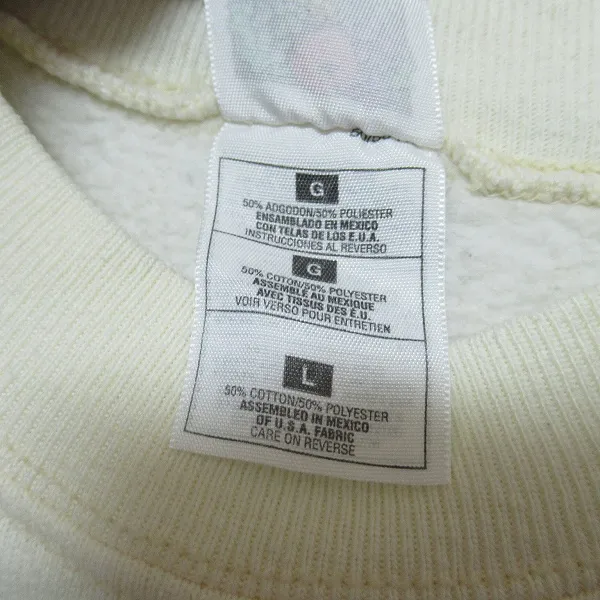 G
50% ADGODON/50% POLIESTER
ENSAMBLADO EN MEXICO
CON TELAS DE LOS E.U.A.
INSTRUCCIONES AL REVERSO
G
50% COTON/50% POLYESTER
ASSEMBLÉ AU MEXIQUE
AVEC TISSUS DES É.U.
VOIR VERSO POUR ENTRETIEN
L
50% COTTON/50% POLYESTER
ASSEMBLED IN MEXICO
OF U.S.A. FABRIC
CARE ON REVERSE